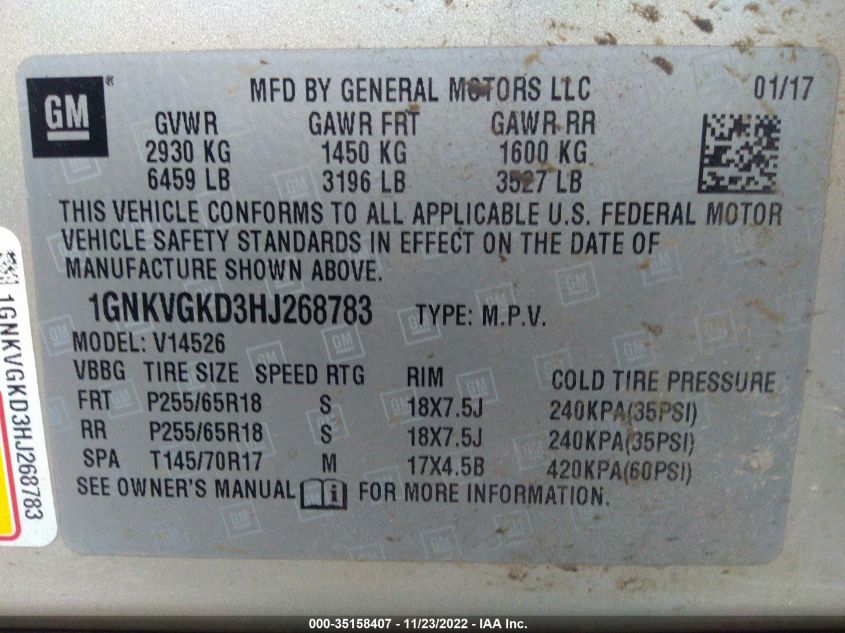 GM®
MFD BY GENERAL MOTORS LLC 01/17
GVWR GAWR FRT GAWR RR
2930 KG 1450 KG 1600 KG
6459 LB 3196 LB 3527 LB
THIS VEHICLE CONFORMS TO ALL APPLICABLE U.S. FEDERAL MOTOR
VEHICLE SAFETY STANDARDS IN EFFECT ON THE DATE OF
MANUFACTURE SHOWN ABOVE.
1GNKVGKD3HJ268783 TYPE: M.P.V.
MODEL: V14526
VBBG TIRE SIZE SPEED RTG RIM COLD TIRE PRESSURE
FRT P255/65R18 S 18X7.5J 240KPA(35PSI)
RR P255/65R18 S 18X7.5J 240KPA(35PSI)
SPA T145/70R17 M 17X4.5B 420KPA(60PSI)
SEE OWNER'S MANUAL FOR MORE INFORMATION.
1GNKVGKD3HJ268783
000-35158407 - 11/23/2022 - IAA Inc.